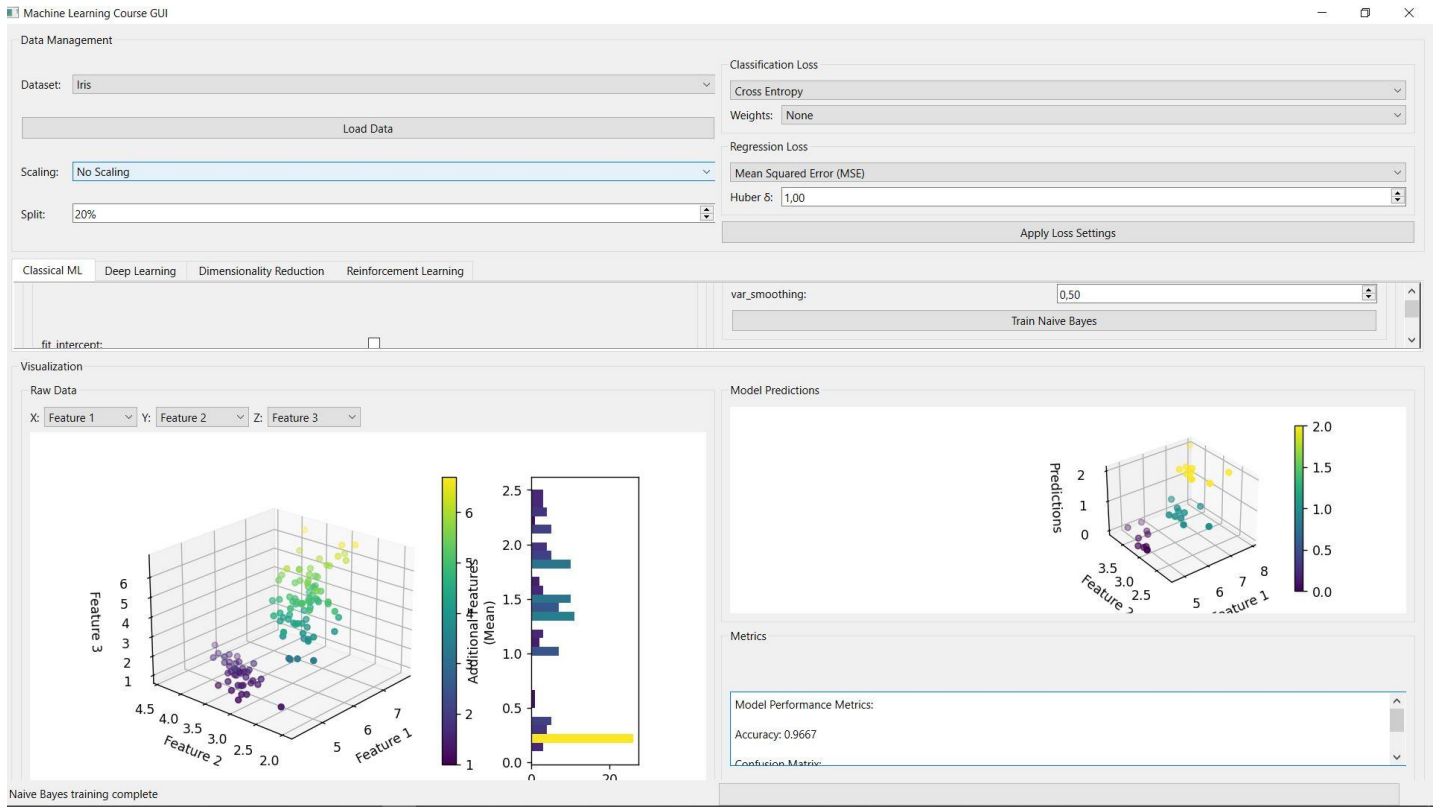 Machine Learning Course GUI
Data Management
Dataset: Iris
Load Data
Scaling: No Scaling
Split: 20%
Classification Loss
Cross Entropy
Weights: None
Regression Loss
Mean Squared Error (MSE)
Huber δ: 1,00
Apply Loss Settings
Classical ML Deep Learning Dimensionality Reduction Reinforcement Learning
fit_intercept:
var_smoothing: 0,50
Train Naive Bayes
Visualization
Raw Data
X: Feature 1 Y: Feature 2 Z: Feature 3
Feature 3
6
5
4
3
2
1
4.5
4.0
3.5
3.0
2.5
2.0
Feature 2
5
6
7
Feature 1
6
5
4
3
2
1
Additional Features
(Mean)
2.5
2.0
1.5
1.0
0.5
0.0
0 20
Model Predictions
Predictions
2
1
0
3.5
3.0
2.5
Feature 2
5
6
7
8
Feature 1
2.0
1.5
1.0
0.5
0.0
Metrics
Model Performance Metrics:
Accuracy: 0.9667
Confusion Matrix:
Naive Bayes training complete